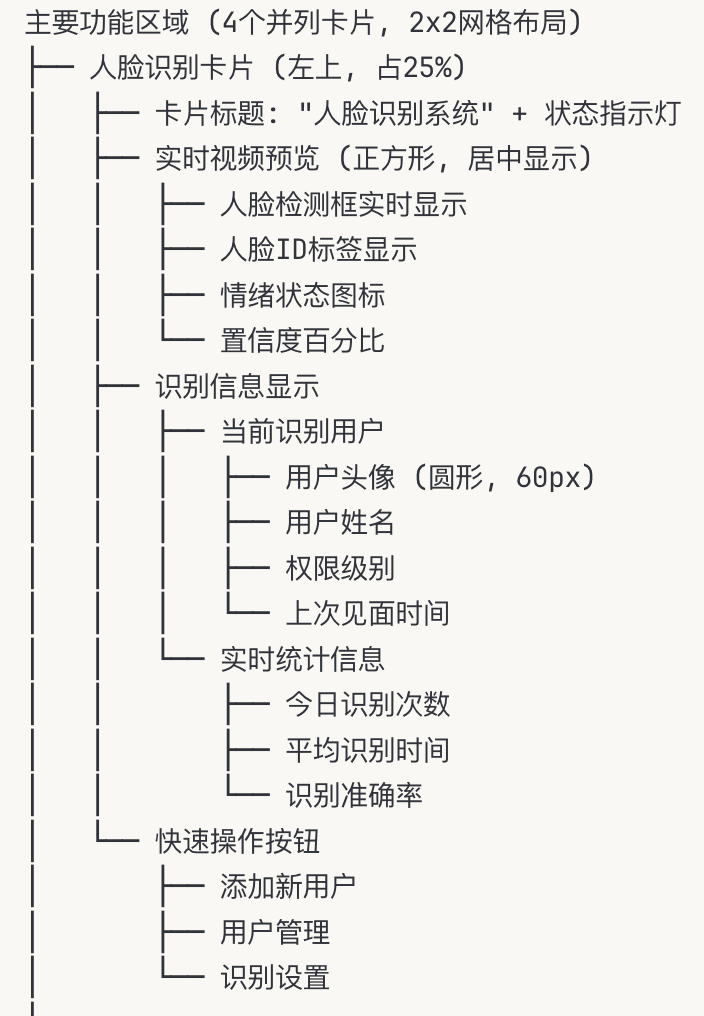 主要功能区域 (4个并列卡片, 2x2网格布局)
├── 人脸识别卡片 (左上, 占25%)
│   ├── 卡片标题: "人脸识别系统" + 状态指示灯
│   ├── 实时视频预览 (正方形, 居中显示)
│   │   ├── 人脸检测框实时显示
│   │   ├── 人脸ID标签显示
│   │   ├── 情绪状态图标
│   │   └── 置信度百分比
│   ├── 识别信息显示
│   │   ├── 当前识别用户
│   │   │   ├── 用户头像 (圆形, 60px)
│   │   │   ├── 用户姓名
│   │   │   ├── 权限级别
│   │   │   └── 上次见面时间
│   │   └── 实时统计信息
│   │       ├── 今日识别次数
│   │       ├── 平均识别时间
│   │       └── 识别准确率
│   └── 快速操作按钮
│       ├── 添加新用户
│       ├── 用户管理
│       └── 识别设置